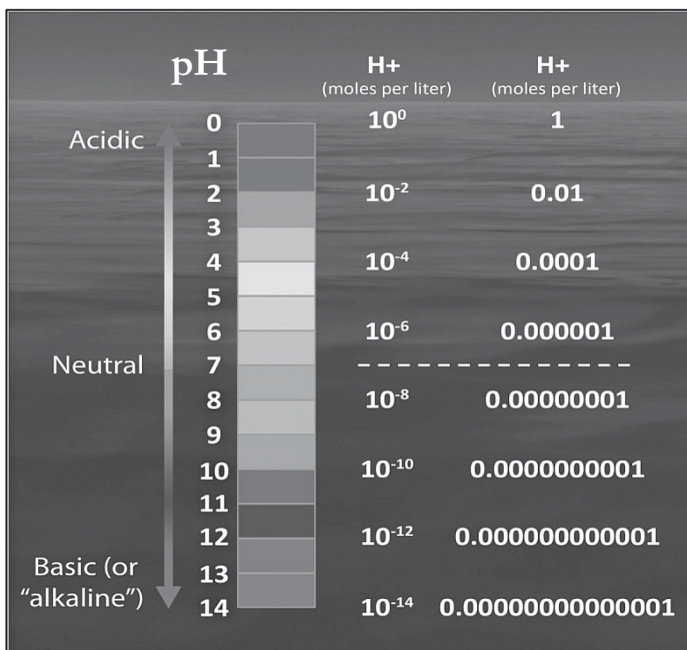 pH H+ H+
(moles per liter) (moles per liter)
0 10⁰ 1
Acidic
1
2 10⁻² 0.01
3
4 10⁻⁴ 0.0001
5
6 10⁻⁶ 0.000001
Neutral 7
8 10⁻⁸ 0.00000001
9
10 10⁻¹⁰ 0.0000000001
11
12 10⁻¹² 0.000000000001
Basic (or 13
"alkaline") 14 10⁻¹⁴ 0.00000000000001